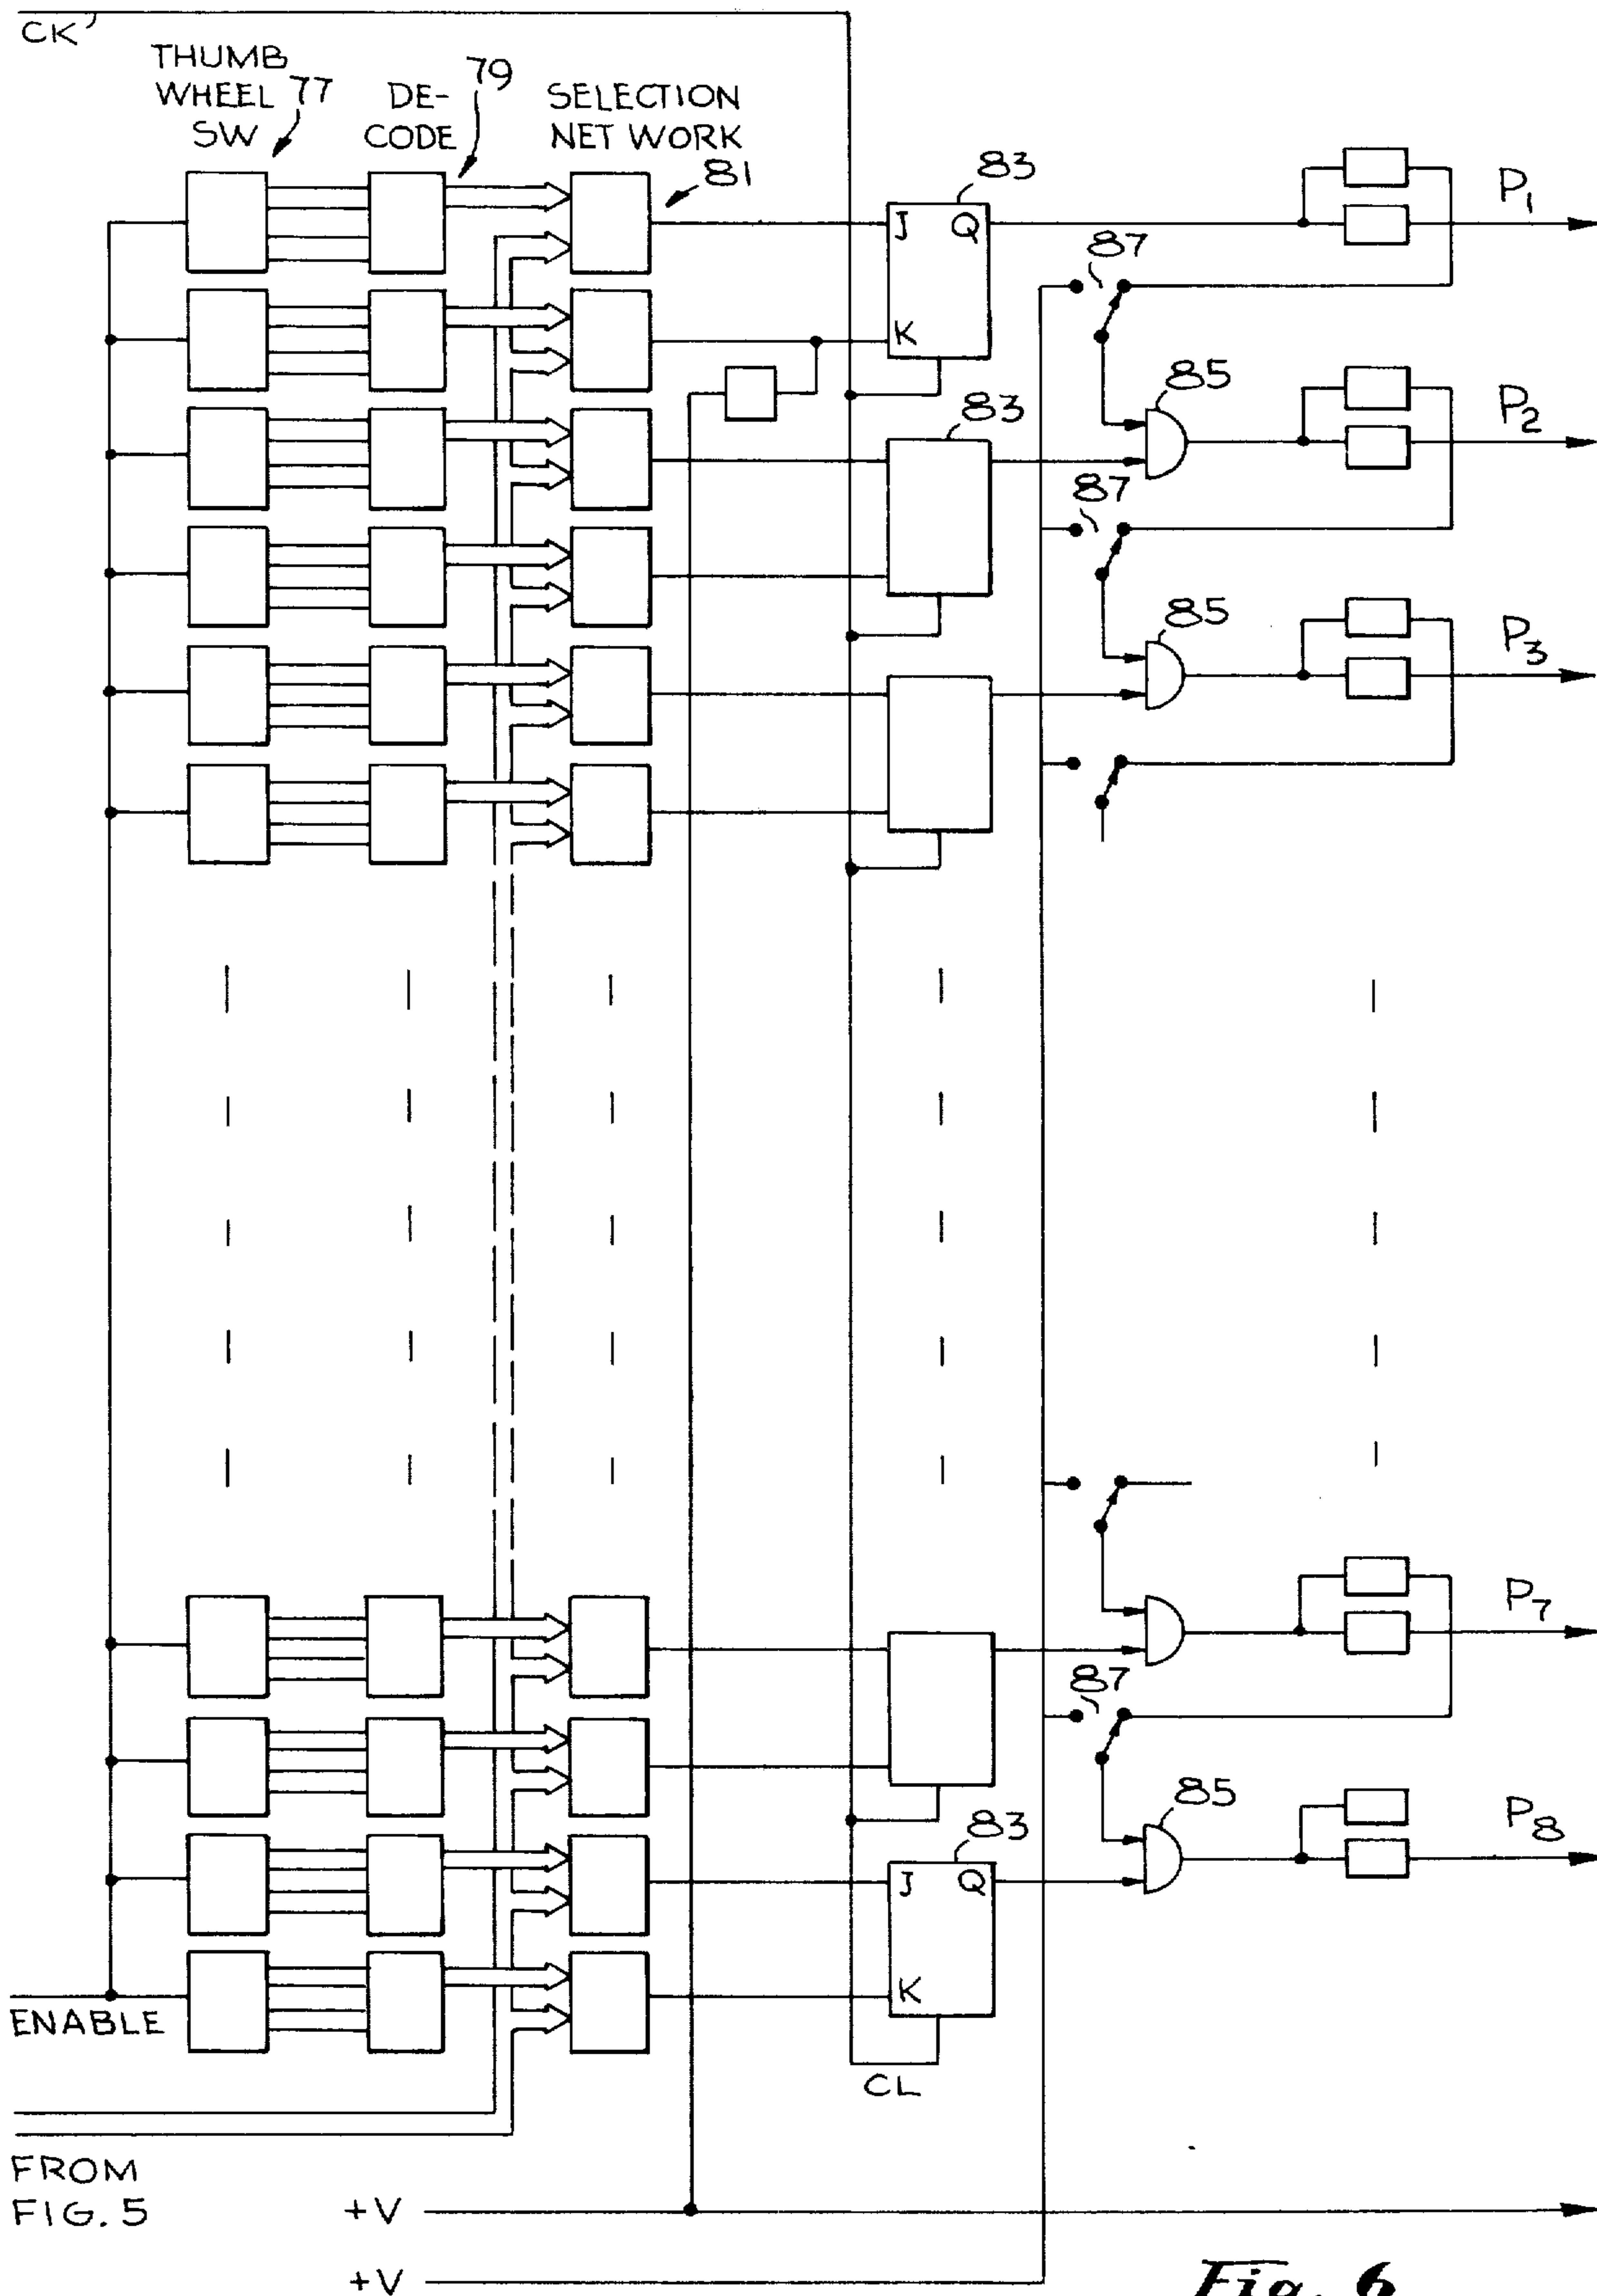 CK'
THUMB
WHEEL 77
SW
DE-
CODE
79
SELECTION
NET WORK
81
83
J Q
K
P1
87
85
P2
83
87
85
P3
P7
87
85
P8
83
J Q
K
CL
ENABLE
FROM
FIG. 5
+V
+V
Fig. 6